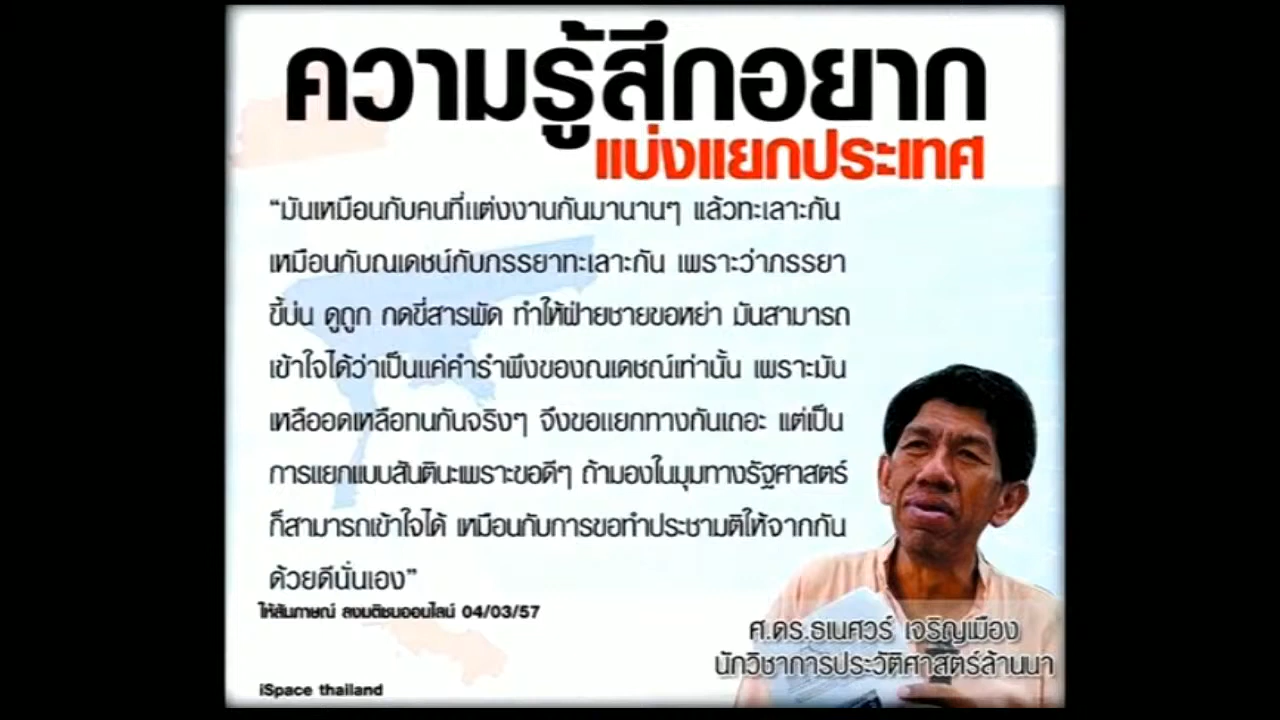 ความรู้สึกอยาก
แบ่งแยกประเทศ
“มันเหมือนกับคนที่แต่งงานกันมานานๆ แล้วทะเลาะกัน
เหมือนกับณเดชน์กับภรรยาทะเลาะกัน เพราะว่าภรรยา
ขี้บ่น ดูถูก กดขี่สารพัด ทำให้ฝ่ายชายขอหย่า มันสามารถ
เข้าใจได้ว่าเป็นแค่คำรำพึงของณเดชณ์เท่านั้น เพราะมัน
เหลืออดเหลือทนกันจริงๆ จึงขอแยกทางกันเถอะ แต่เป็น
การแยกแบบสันตินะเพราะขอดีๆ ถ้ามองในมุมทางรัฐศาสตร์
ก็สามารถเข้าใจได้ เหมือนกับการขอทำประชามติให้จากกัน
ด้วยดีนั่นเอง”
ให้สัมภาษณ์ ลงมติชนออนไลน์ 04/03/57
ศ.ดร.ธเนศวร์ เจริญเมือง
นักวิชาการประวัติศาสตร์ล้านนา
iSpace thailand